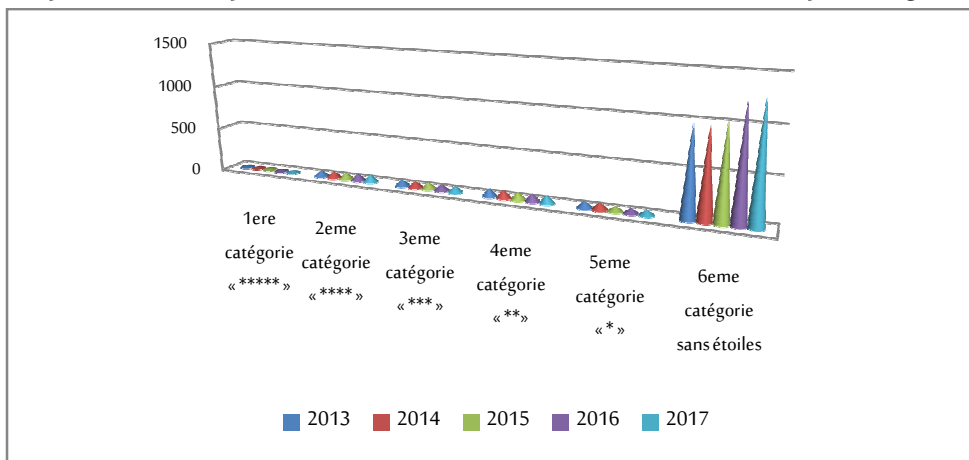 1500
1000
500
0
1ere
catégorie
« ***** »
2eme
catégorie
« **** »
3eme
catégorie
« *** »
4eme
catégorie
« **»
5eme
catégorie
« * »
6eme
catégorie
sans étoiles
2013 2014 2015 2016 2017